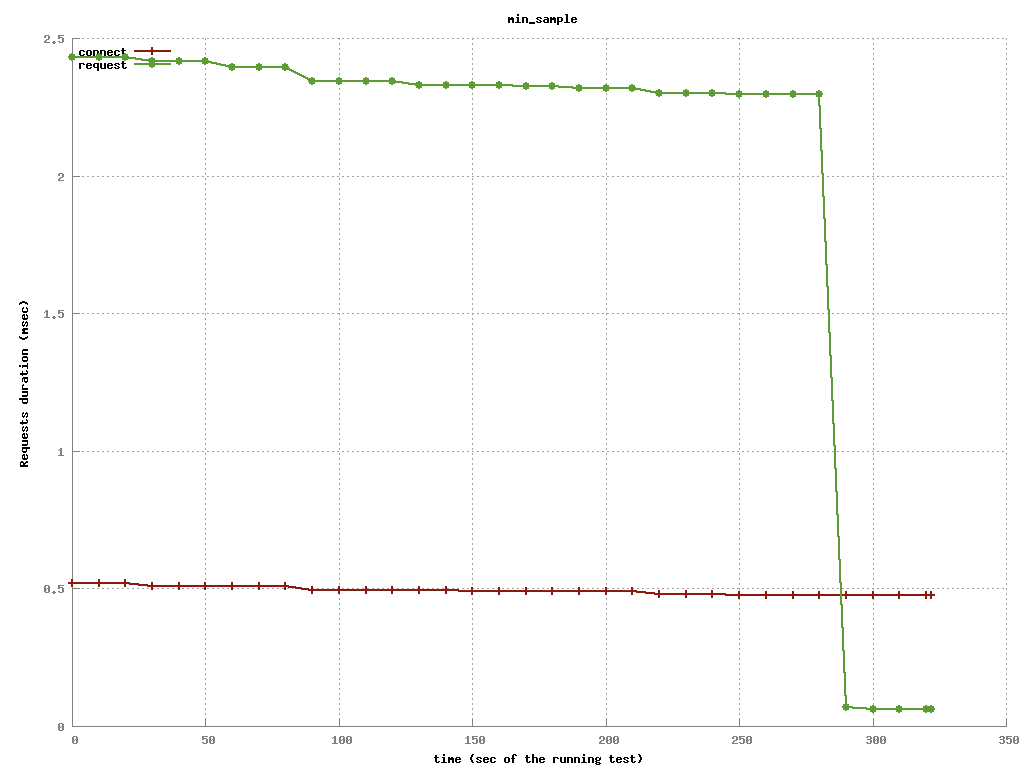 min_sample
connect
request
2.5
2
1.5
1
0.5
0
Requests duration (msec)
0 50 100 150 200 250 300 350
time (sec of the running test)